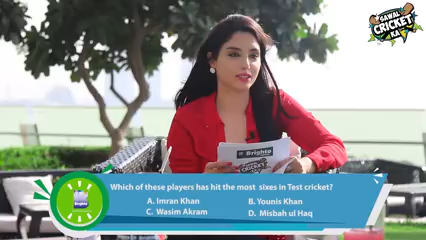 SAWAL
CRICKET
KA
Brighto
Brighto
Which of these players has hit the most sixes in Test cricket?
A. Imran Khan
B. Younis Khan
C. Wasim Akram
D. Misbah ul Haq